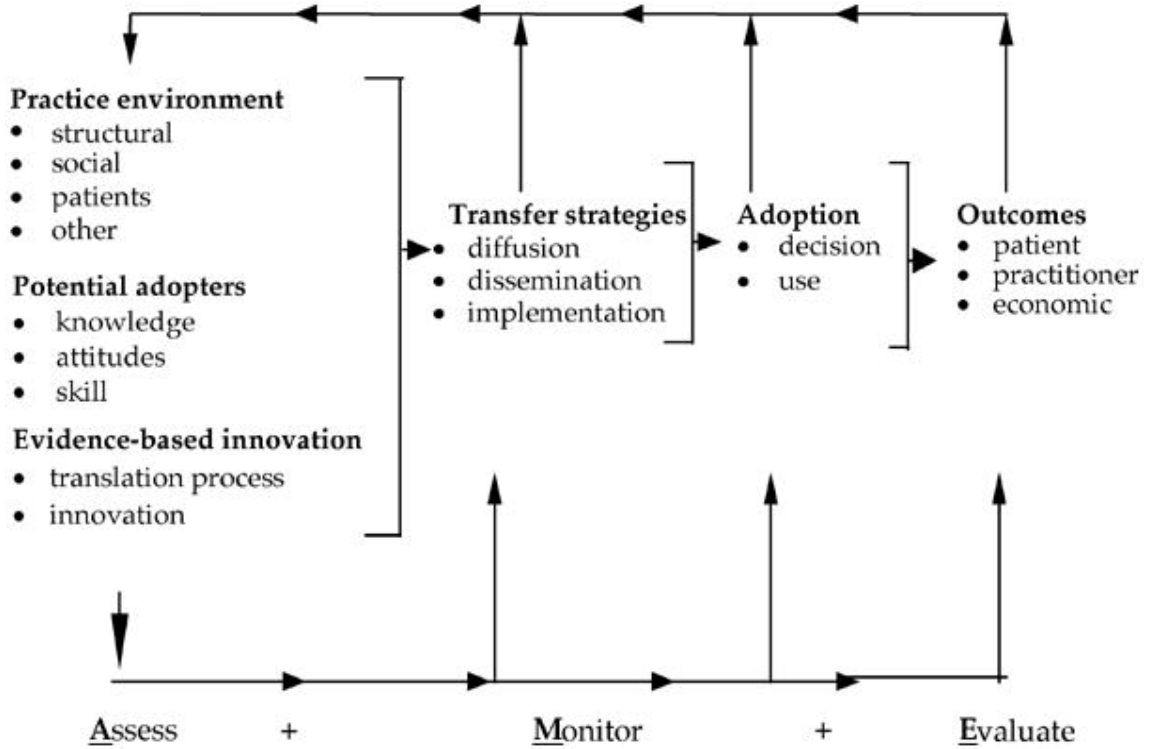 Practice environment
• structural
• social
• patients
• other
Potential adopters
• knowledge
• attitudes
• skill
Evidence-based innovation
• translation process
• innovation
Transfer strategies
• diffusion
• dissemination
• implementation
Adoption
• decision
• use
Outcomes
• patient
• practitioner
• economic
Assess + Monitor + Evaluate